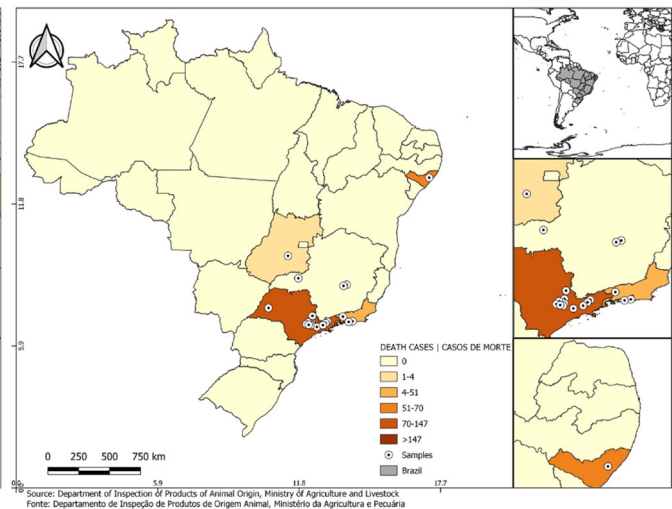 17.7
11.8
5.9
0.0
5.9
11.8
17.7
DEATH CASES | CASOS DE MORTE
0
1-4
4-51
51-70
70-147
>147
Samples
Brazil
0 250 500 750 km
Source: Department of Inspection of Products of Animal Origin, Ministry of Agriculture and Livestock
Fonte: Departamento de Inspeção de Produtos de Origem Animal, Ministério da Agricultura e Pecuária